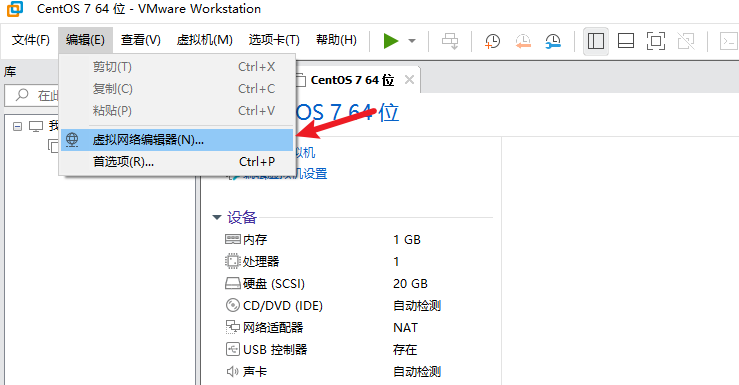 CentOS 7 64 位 - VMware Workstation
文件(F) 编辑(E) 查看(V) 虚拟机(M) 选项卡(T) 帮助(H)
库
剪切(T) Ctrl+X
CentOS 7 64 位
复制(C) Ctrl+C
在此
粘贴(P) Ctrl+V
OS 7 64 位
虚拟网络编辑器(N)...
拟机
首选项(R)... Ctrl+P
编辑虚拟机设置
设备
内存 1 GB
处理器 1
硬盘 (SCSI) 20 GB
CD/DVD (IDE) 自动检测
网络适配器 NAT
USB 控制器 存在
声卡 自动检测